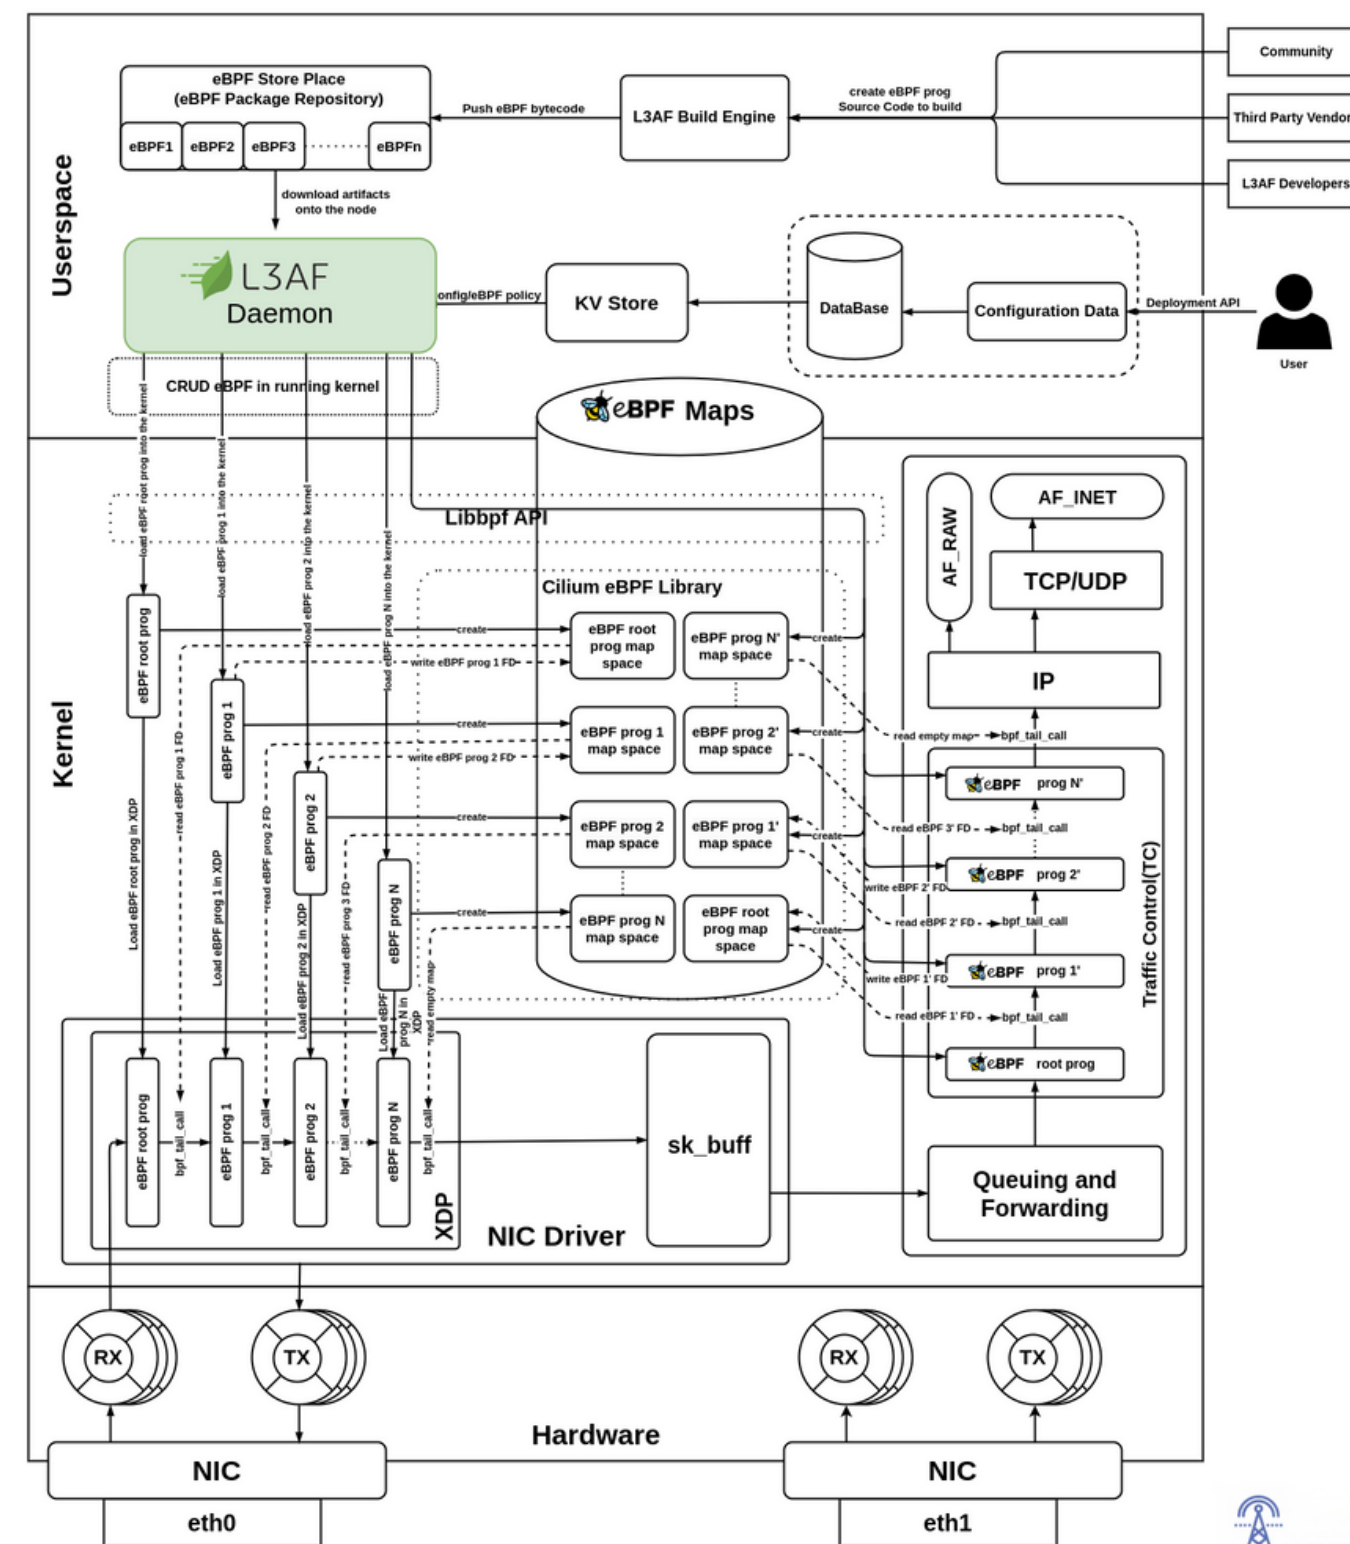 Community
Third Party Vendor
L3AF Developers
create eBPF prog
Source Code to build
L3AF Build Engine
Push eBPF bytecode
eBPF Store Place
(eBPF Package Repository)
eBPF1
eBPF2
eBPF3
eBPFn
download artifacts
onto the node
Userspace
L3AF
Daemon
onfig/eBPF policy
KV Store
DataBase
Configuration Data
Deployment API
User
CRUD eBPF in running kernel
eBPF Maps
Kernel
load eBPF root prog into the kernel
load eBPF prog 1 into the kernel
load eBPF prog 2 into the kernel
load eBPF prog N into the kernel
Libbpf API
Cilium eBPF Library
eBPF root prog
eBPF prog 1
eBPF prog 2
eBPF prog N
create
write eBPF prog 1 FD
create
write eBPF prog 2 FD
create
create
eBPF root
prog map
space
eBPF prog N'
map space
eBPF prog 1
map space
eBPF prog 2'
map space
eBPF prog 2
map space
eBPF prog 1'
map space
eBPF prog N
map space
eBPF root
prog map
space
create
create
create
create
read empty map
bpf_tail_call
read eBPF 3' FD
bpf_tail_call
write eBPF 2' FD
read eBPF 2' FD
bpf_tail_call
write eBPF 1' FD
read eBPF 1' FD
bpf_tail_call
AF_RAW
AF_INET
TCP/UDP
IP
eBPF prog N'
eBPF prog 2'
eBPF prog 1'
eBPF root prog
Traffic Control(TC)
Queuing and
Forwarding
Load eBPF root prog in XDP
read eBPF prog 1 FD
Load eBPF prog 1 in XDP
read eBPF prog 2 FD
Load eBPF prog 2 in XDP
read eBPF prog 3 FD
Load eBPF
prog N in
XDP
read empty map
eBPF root prog
bpf_tail_call
eBPF prog 1
bpf_tail_call
eBPF prog 2
bpf_tail_call
eBPF prog N
bpf_tail_call
XDP
NIC Driver
sk_buff
RX
TX
RX
TX
Hardware
NIC
NIC
eth0
eth1